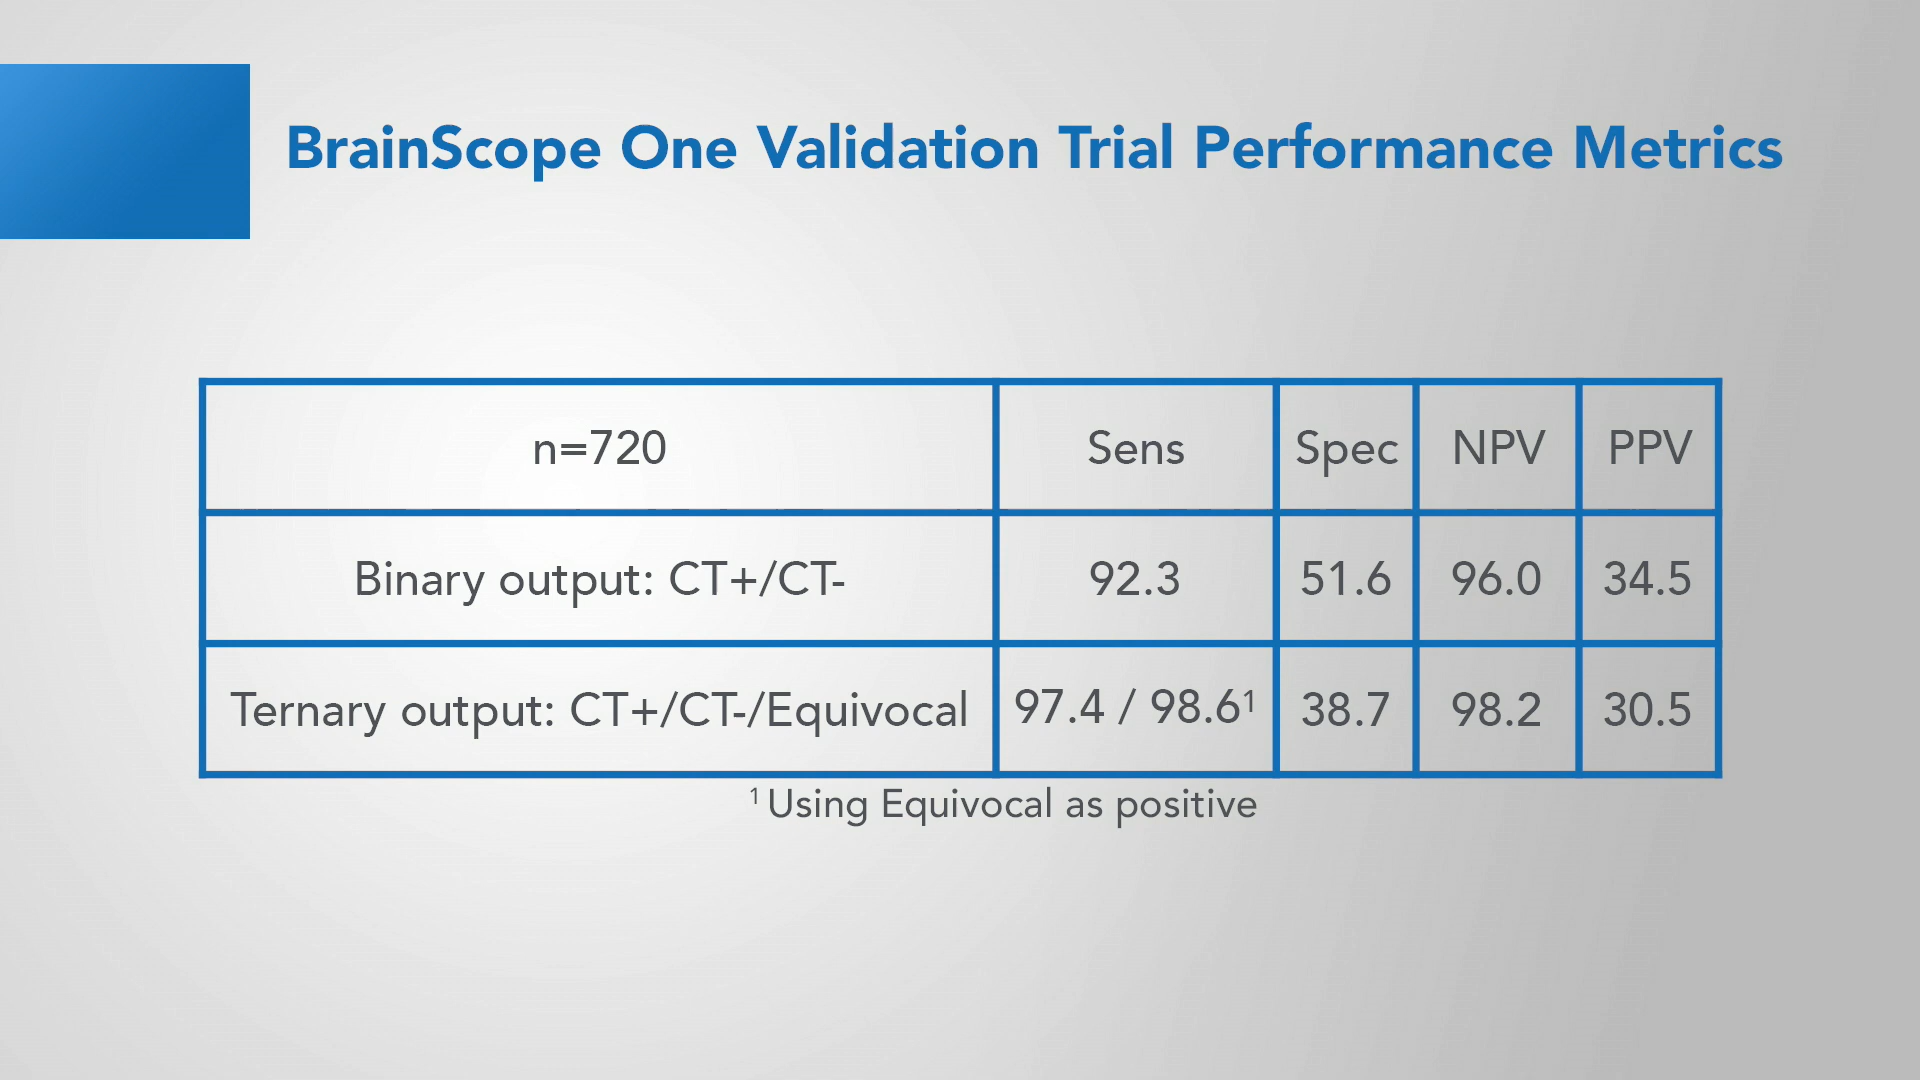 BrainScope One Validation Trial Performance Metrics
n=720 Sens Spec NPV PPV
Binary output: CT+/CT- 92.3 51.6 96.0 34.5
Ternary output: CT+/CT-/Equivocal 97.4 / 98.6¹ 38.7 98.2 30.5
¹ Using Equivocal as positive